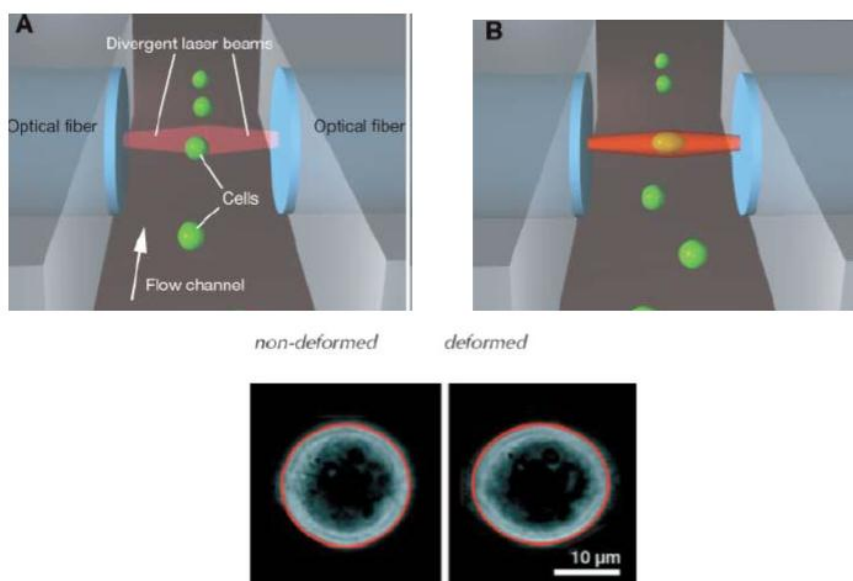 A
Divergent laser beams
Optical fiber
Optical fiber
Cells
Flow channel
B
non-deformed
deformed
10 μm